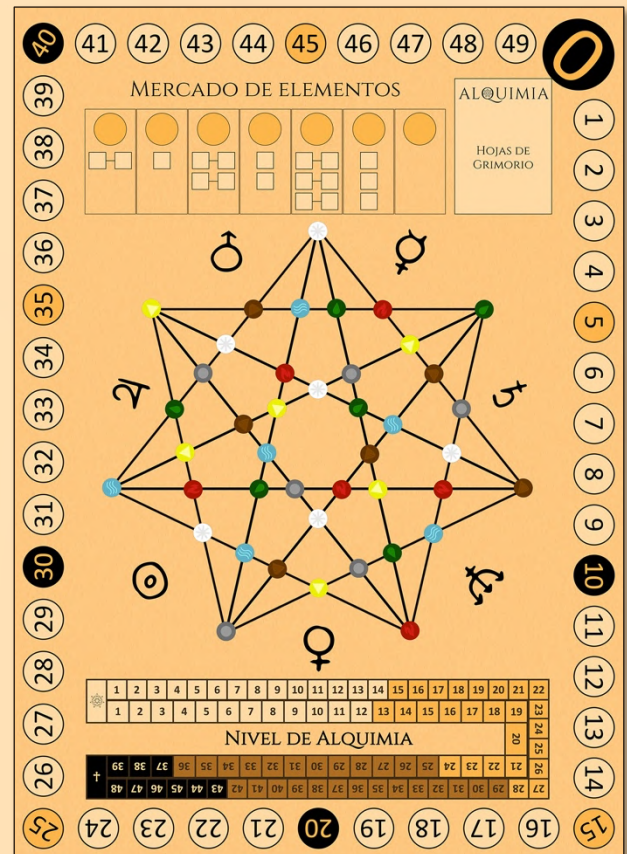 40 41 42 43 44 45 46 47 48 49 0
MERCADO DE ELEMENTOS
ALQUIMIA
HOJAS DE
GRIMORIO
39 1
38 2
37 3
36 4
35 5
34 6
33 7
32 8
31 9
30 10
29 11
28 12
27 13
26 14
1 2 3 4 5 6 7 8 9 10 11 12 13 14 15 16 17 18 19 20 21 22
1 2 3 4 5 6 7 8 9 10 11 12 13 14 15 16 17 18 19 23
NIVEL DE ALQUIMIA
20 24
25
39 38 37 36 35 34 33 32 31 30 29 28 27 26 25 24 23 22 21 26
48 47 46 45 44 43 42 41 40 39 38 37 36 35 34 33 32 31 30 29 28 27
25 24 23 22 21 20 19 18 17 16 15